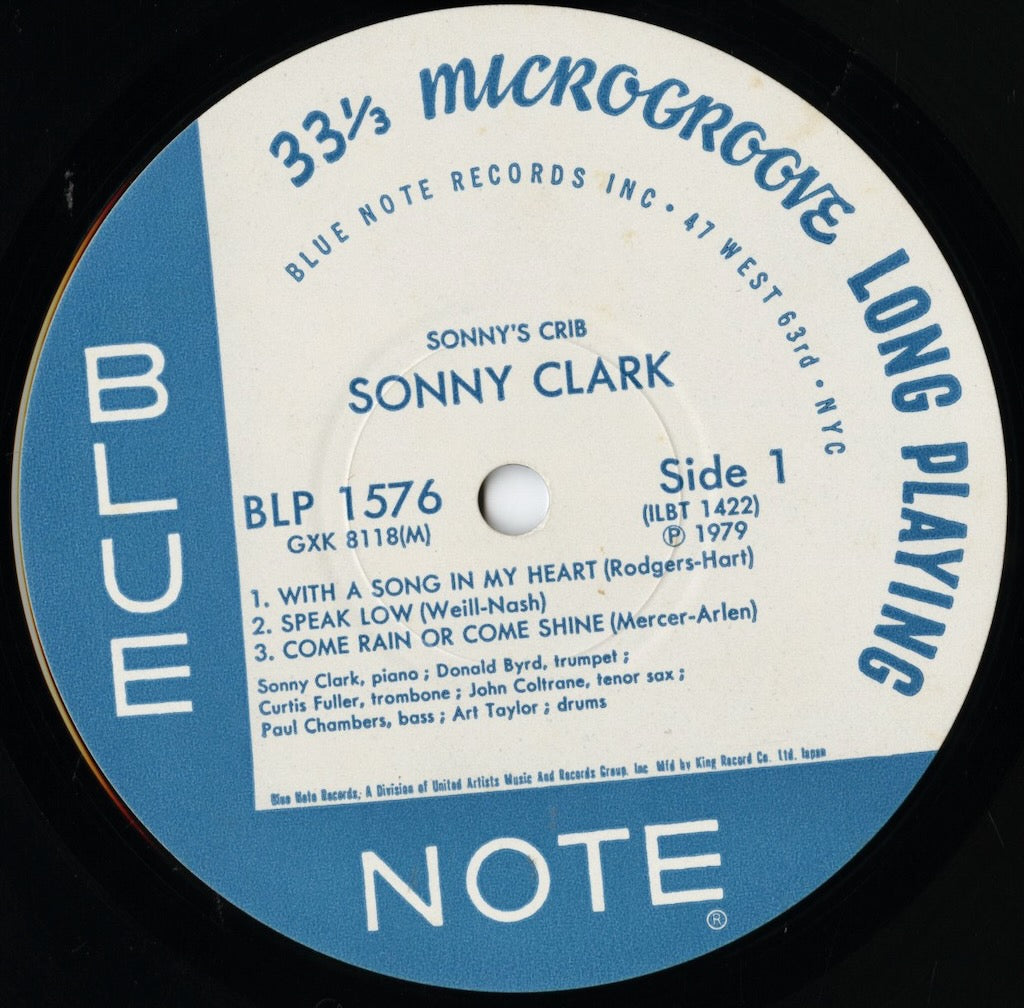 33⅓ MICROGROOVE LONG PLAYING
BLUE NOTE RECORDS INC • 47 WEST 63rd • NYC
SONNY'S CRIB
SONNY CLARK
BLP 1576
GXK 8118(M)
Side 1
(ILBT 1422)
Ⓟ 1979
1. WITH A SONG IN MY HEART (Rodgers-Hart)
2. SPEAK LOW (Weill-Nash)
3. COME RAIN OR COME SHINE (Mercer-Arlen)
Sonny Clark, piano ; Donald Byrd, trumpet ;
Curtis Fuller, trombone ; John Coltrane, tenor sax ;
Paul Chambers, bass ; Art Taylor ; drums
Blue Note Records, A Division of United Artists Music And Records Group, Inc Mfd by King Record Co. Ltd. Japan
BLUE
NOTE
®